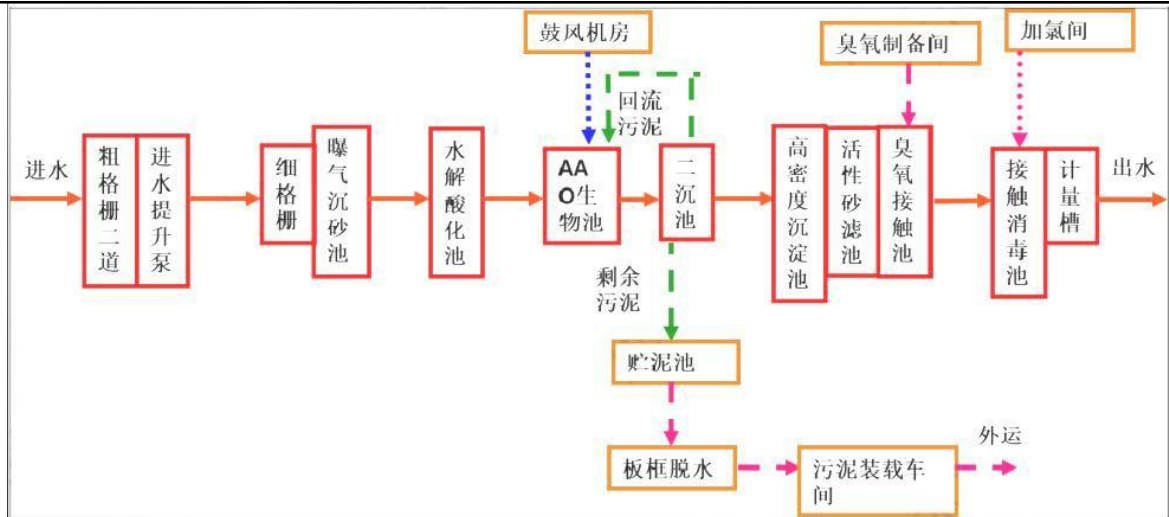 鼓风机房
臭氧制备间
加氯间
回流
污泥
进水
粗格栅二道
进水提升泵
细格栅
曝气沉砂池
水解酸化池
AA
O生
物池
二沉池
高密度沉淀池
活性砂滤池
臭氧接触池
接触消毒池
计量槽
出水
剩余
污泥
贮泥池
板框脱水
污泥装载车
间
外运